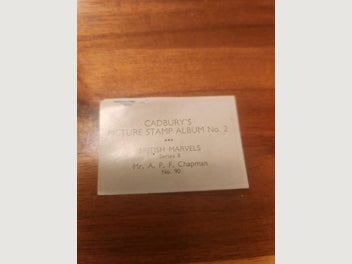 CADBURY'S
PICTURE STAMP ALBUM No. 2
BRITISH MARVELS
Series II
Mr. A. P. F. Chapman
No. 90